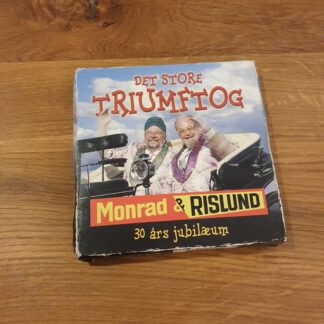 DET STORE
TRIUMFTOG
Monrad & RISLUND
30 års jubilæum